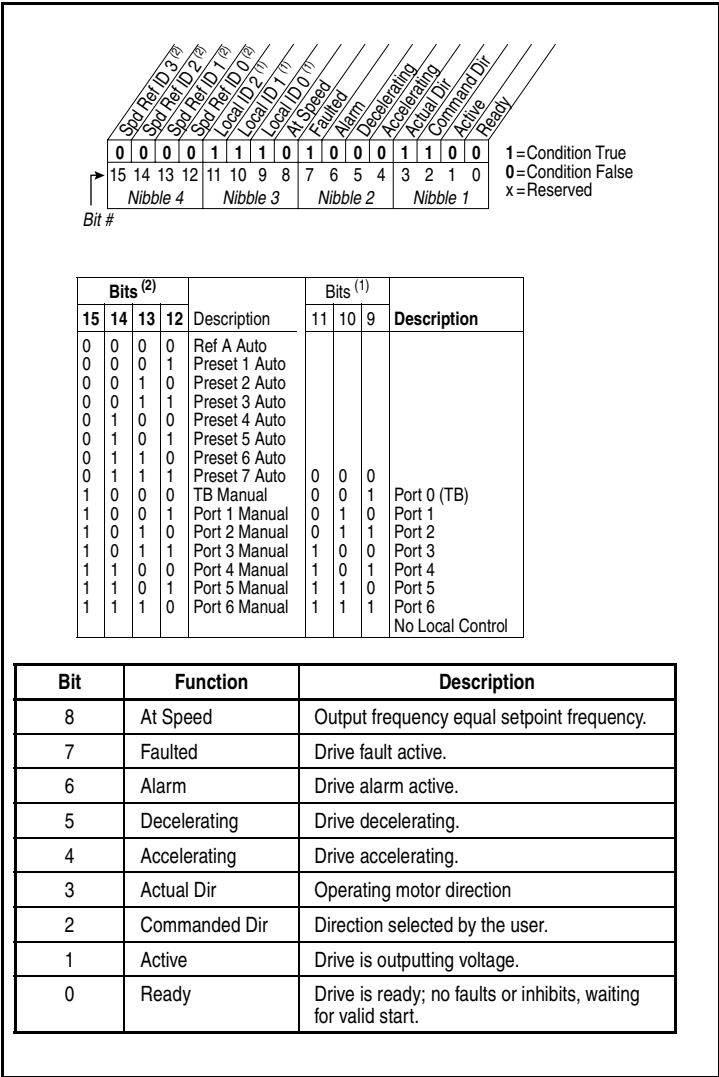 Spd Ref ID 3 (2)
Spd Ref ID 2 (2)
Spd Ref ID 1 (2)
Spd Ref ID 0 (2)
Local ID 2 (1)
Local ID 1 (1)
Local ID 0 (1)
At Speed
Faulted
Alarm
Decelerating
Accelerating
Actual Dir
Command Dir
Active
Ready
0 0 0 0 1 1 1 0 1 0 0 0 1 1 0 0
15 14 13 12 11 10 9 8 7 6 5 4 3 2 1 0
Nibble 4 Nibble 3 Nibble 2 Nibble 1
Bit #
1=Condition True
0=Condition False
x=Reserved
Bits (2) Bits (1)
15 14 13 12 Description 11 10 9 Description
0 0 0 0 Ref A Auto
0 0 0 1 Preset 1 Auto
0 0 1 0 Preset 2 Auto
0 0 1 1 Preset 3 Auto
0 1 0 0 Preset 4 Auto
0 1 0 1 Preset 5 Auto
0 1 1 0 Preset 6 Auto
0 1 1 1 Preset 7 Auto 0 0 0
1 0 0 0 TB Manual 0 0 1 Port 0 (TB)
1 0 0 1 Port 1 Manual 0 1 0 Port 1
1 0 1 0 Port 2 Manual 0 1 1 Port 2
1 0 1 1 Port 3 Manual 1 0 0 Port 3
1 1 0 0 Port 4 Manual 1 0 1 Port 4
1 1 0 1 Port 5 Manual 1 1 0 Port 5
1 1 1 0 Port 6 Manual 1 1 1 Port 6
No Local Control
Bit Function Description
8 At Speed Output frequency equal setpoint frequency.
7 Faulted Drive fault active.
6 Alarm Drive alarm active.
5 Decelerating Drive decelerating.
4 Accelerating Drive accelerating.
3 Actual Dir Operating motor direction
2 Commanded Dir Direction selected by the user.
1 Active Drive is outputting voltage.
0 Ready Drive is ready; no faults or inhibits, waiting
for valid start.